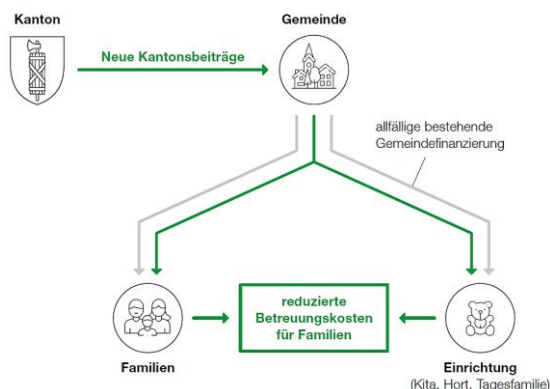 Kanton
Gemeinde
Neue Kantonsbeiträge
allfällige bestehende
Gemeindefinanzierung
reduzierte
Betreuungskosten
für Familien
Familien
Einrichtung
(Kita, Hort, Tagesfamilie)